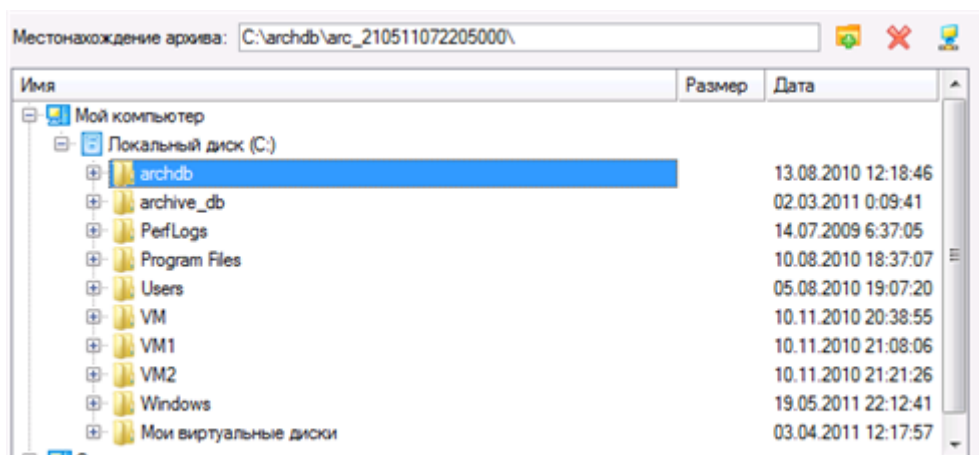 Местонахождение архива: C:\archdb\arc_210511072205000\
Имя Размер Дата
Мой компьютер
Локальный диск (C:)
archdb 13.08.2010 12:18:46
archive_db 02.03.2011 0:09:41
PerfLogs 14.07.2009 6:37:05
Program Files 10.08.2010 18:37:07
Users 05.08.2010 19:07:20
VM 10.11.2010 20:38:55
VM1 10.11.2010 21:08:06
VM2 10.11.2010 21:21:26
Windows 19.05.2011 22:12:41
Мои виртуальные диски 03.04.2011 12:17:57